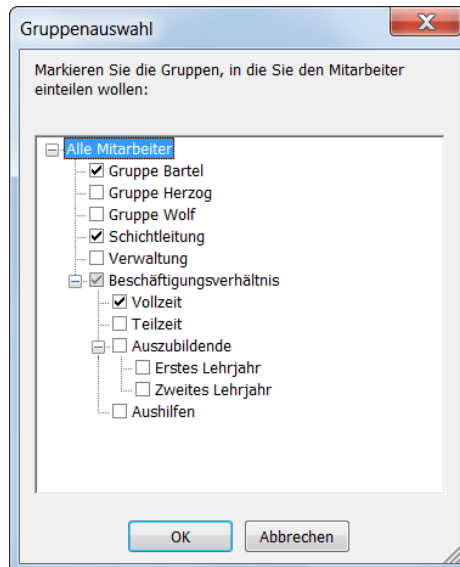 Gruppenauswahl
Markieren Sie die Gruppen, in die Sie den Mitarbeiter
einteilen wollen:
Alle Mitarbeiter
Gruppe Bartel
Gruppe Herzog
Gruppe Wolf
Schichtleitung
Verwaltung
Beschäftigungsverhältnis
Vollzeit
Teilzeit
Auszubildende
Erstes Lehrjahr
Zweites Lehrjahr
Aushilfen
OK
Abbrechen